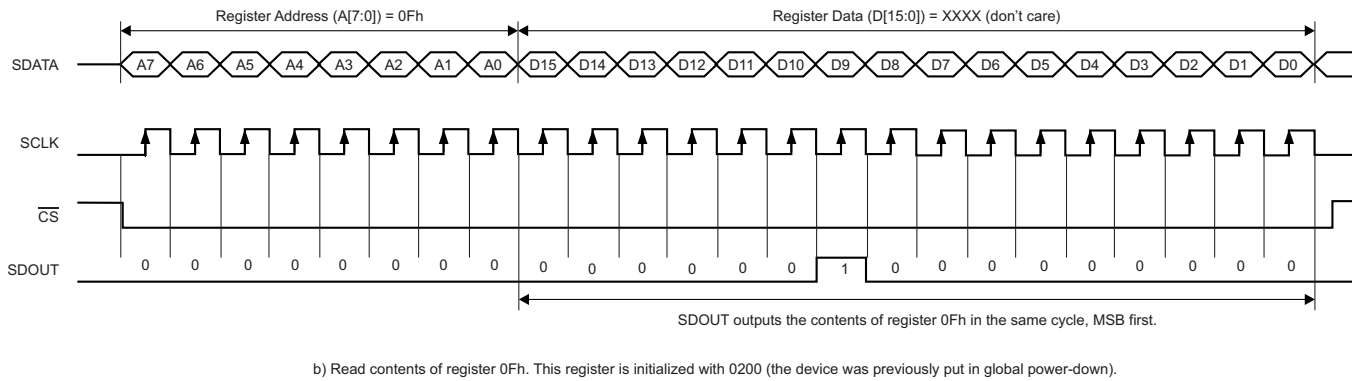 Register Address (A[7:0]) = 0Fh Register Data (D[15:0]) = XXXX (don’t care)
SDATA A7 A6 A5 A4 A3 A2 A1 A0 D15 D14 D13 D12 D11 D10 D9 D8 D7 D6 D5 D4 D3 D2 D1 D0
SCLK
CS
SDOUT 0 0 0 0 0 0 0 0 0 0 0 0 0 0 1 0 0 0 0 0 0 0 0 0
SDOUT outputs the contents of register 0Fh in the same cycle, MSB first.
b) Read contents of register 0Fh. This register is initialized with 0200 (the device was previously put in global power-down).